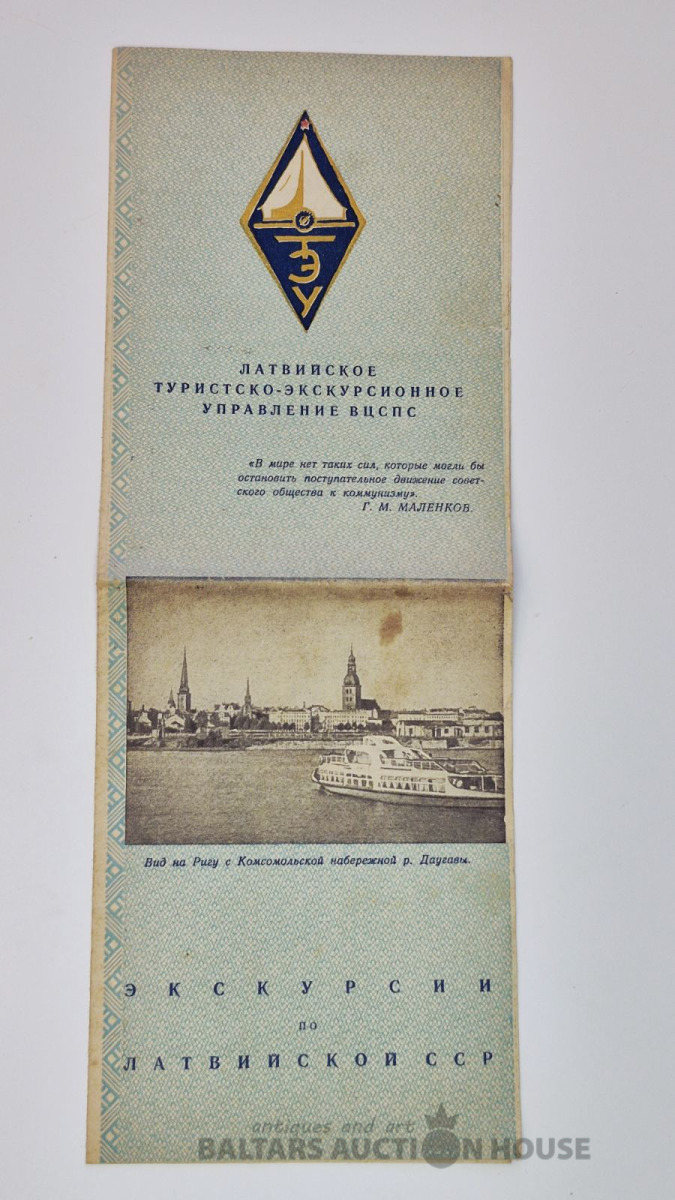 ТЭУ
ЛАТВИЙСКОЕ
ТУРИСТСКО-ЭКСКУРСИОННОЕ
УПРАВЛЕНИЕ ВЦСПС
«В мире нет таких сил, которые могли бы
остановить поступательное движение совет-
ского общества к коммунизму».
Г. М. МАЛЕНКОВ.
Вид на Ригу с Комсомольской набережной р. Даугавы.
ЭКСКУРСИИ
ПО
ЛАТВИЙСКОЙ ССР
antiques and art
BALTARS AUCTION HOUSE